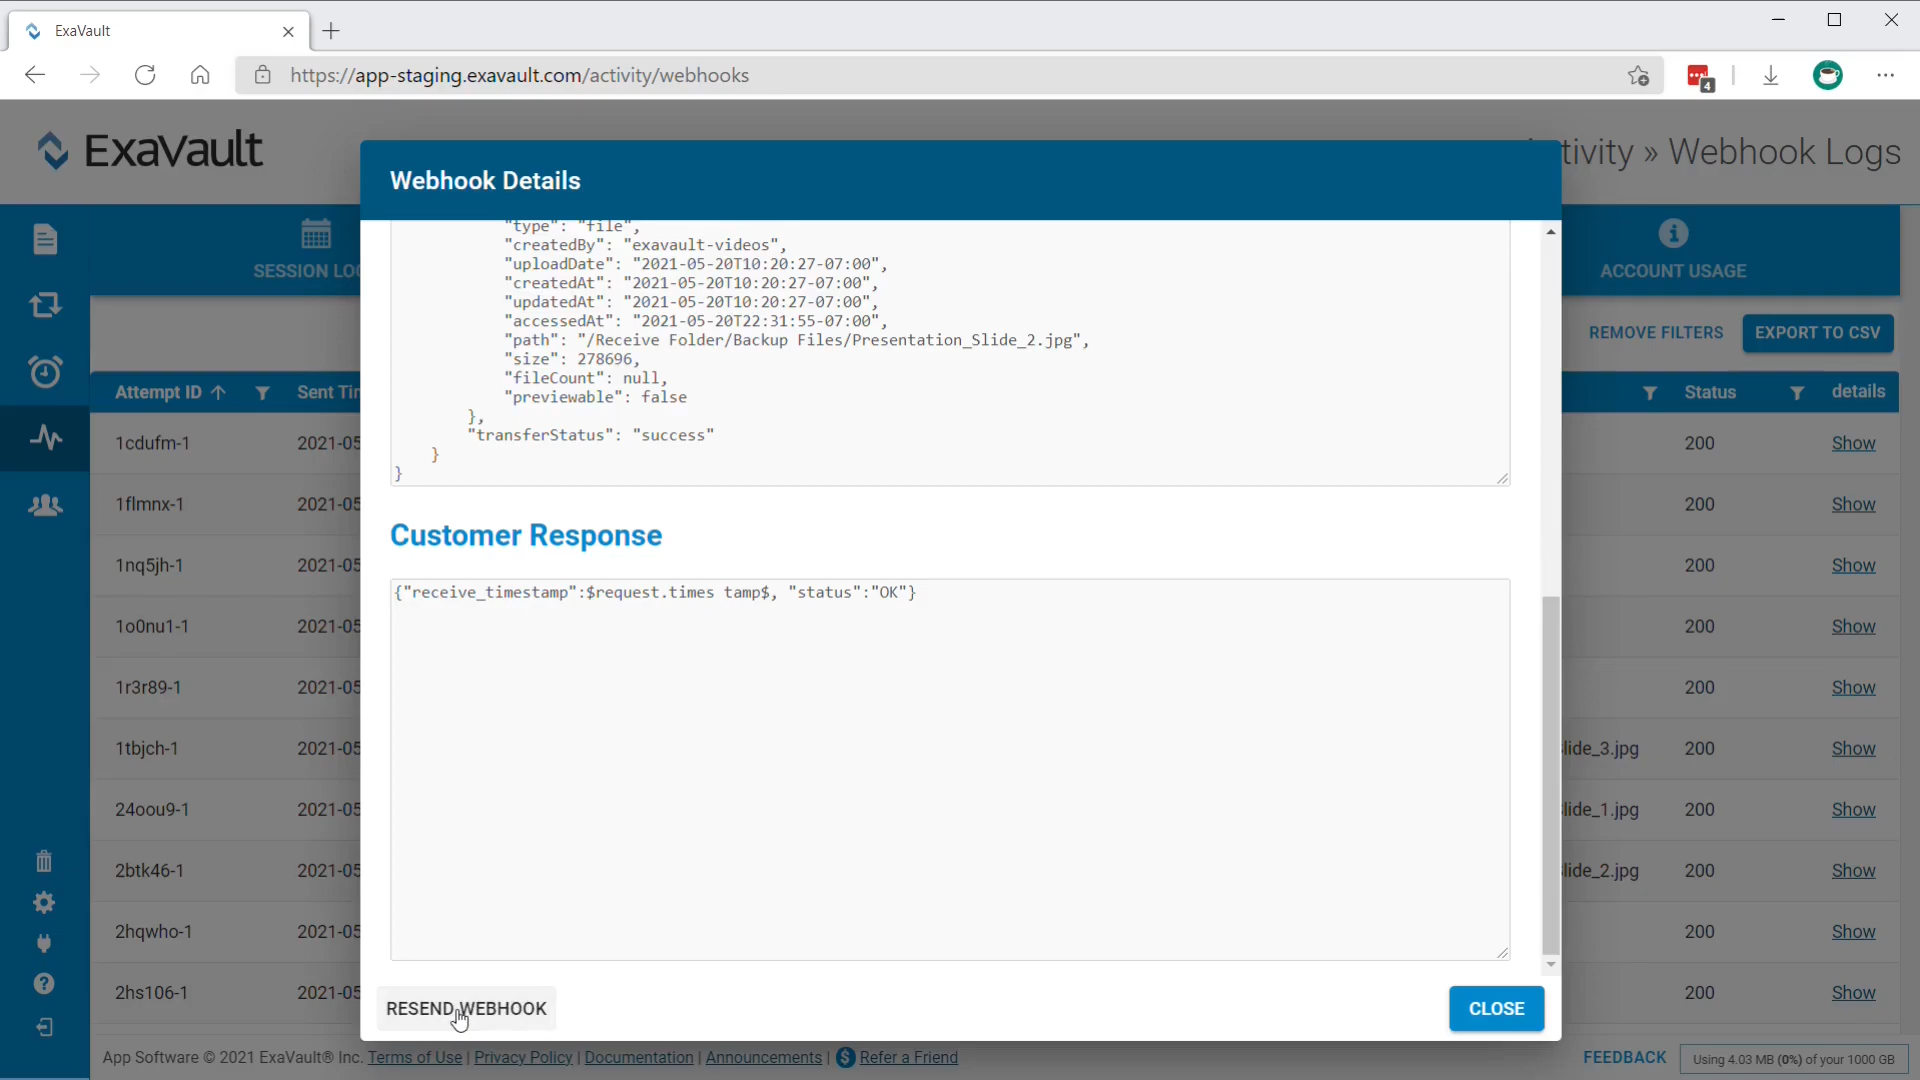 ExaVault
https://app-staging.exavault.com/activity/webhooks
4
ExaVault
tivity » Webhook Logs
Webhook Details
SESSION LO
ACCOUNT USAGE
REMOVE FILTERS
EXPORT TO CSV
"type": "file",
"createdBy": "exavault-videos",
"uploadDate": "2021-05-20T10:20:27-07:00",
"createdAt": "2021-05-20T10:20:27-07:00",
"updatedAt": "2021-05-20T10:20:27-07:00",
"accessedAt": "2021-05-20T22:31:55-07:00",
"path": "/Receive Folder/Backup Files/Presentation_Slide_2.jpg",
"size": 278696,
"fileCount": null,
"previewable": false
},
"transferStatus": "success"
}
}
Customer Response
{"receive_timestamp":$request.times tamp$, "status":"OK"}
RESEND WEBHOOK
CLOSE
Attempt ID Sent Tim Status details
1cdufm-1 2021-05 200 Show
1flmnx-1 2021-05 200 Show
1nq5jh-1 2021-05 200 Show
1o0nu1-1 2021-05 200 Show
1r3r89-1 2021-05 200 Show
1tbjch-1 2021-05 lide_3.jpg 200 Show
24oou9-1 2021-05 lide_1.jpg 200 Show
2btk46-1 2021-05 lide_2.jpg 200 Show
2hqwho-1 2021-05 200 Show
2hs106-1 2021-05 200 Show
App Software © 2021 ExaVault® Inc. Terms of Use | Privacy Policy | Documentation | Announcements | $ Refer a Friend
FEEDBACK
Using 4.03 MB (0%) of your 1000 GB